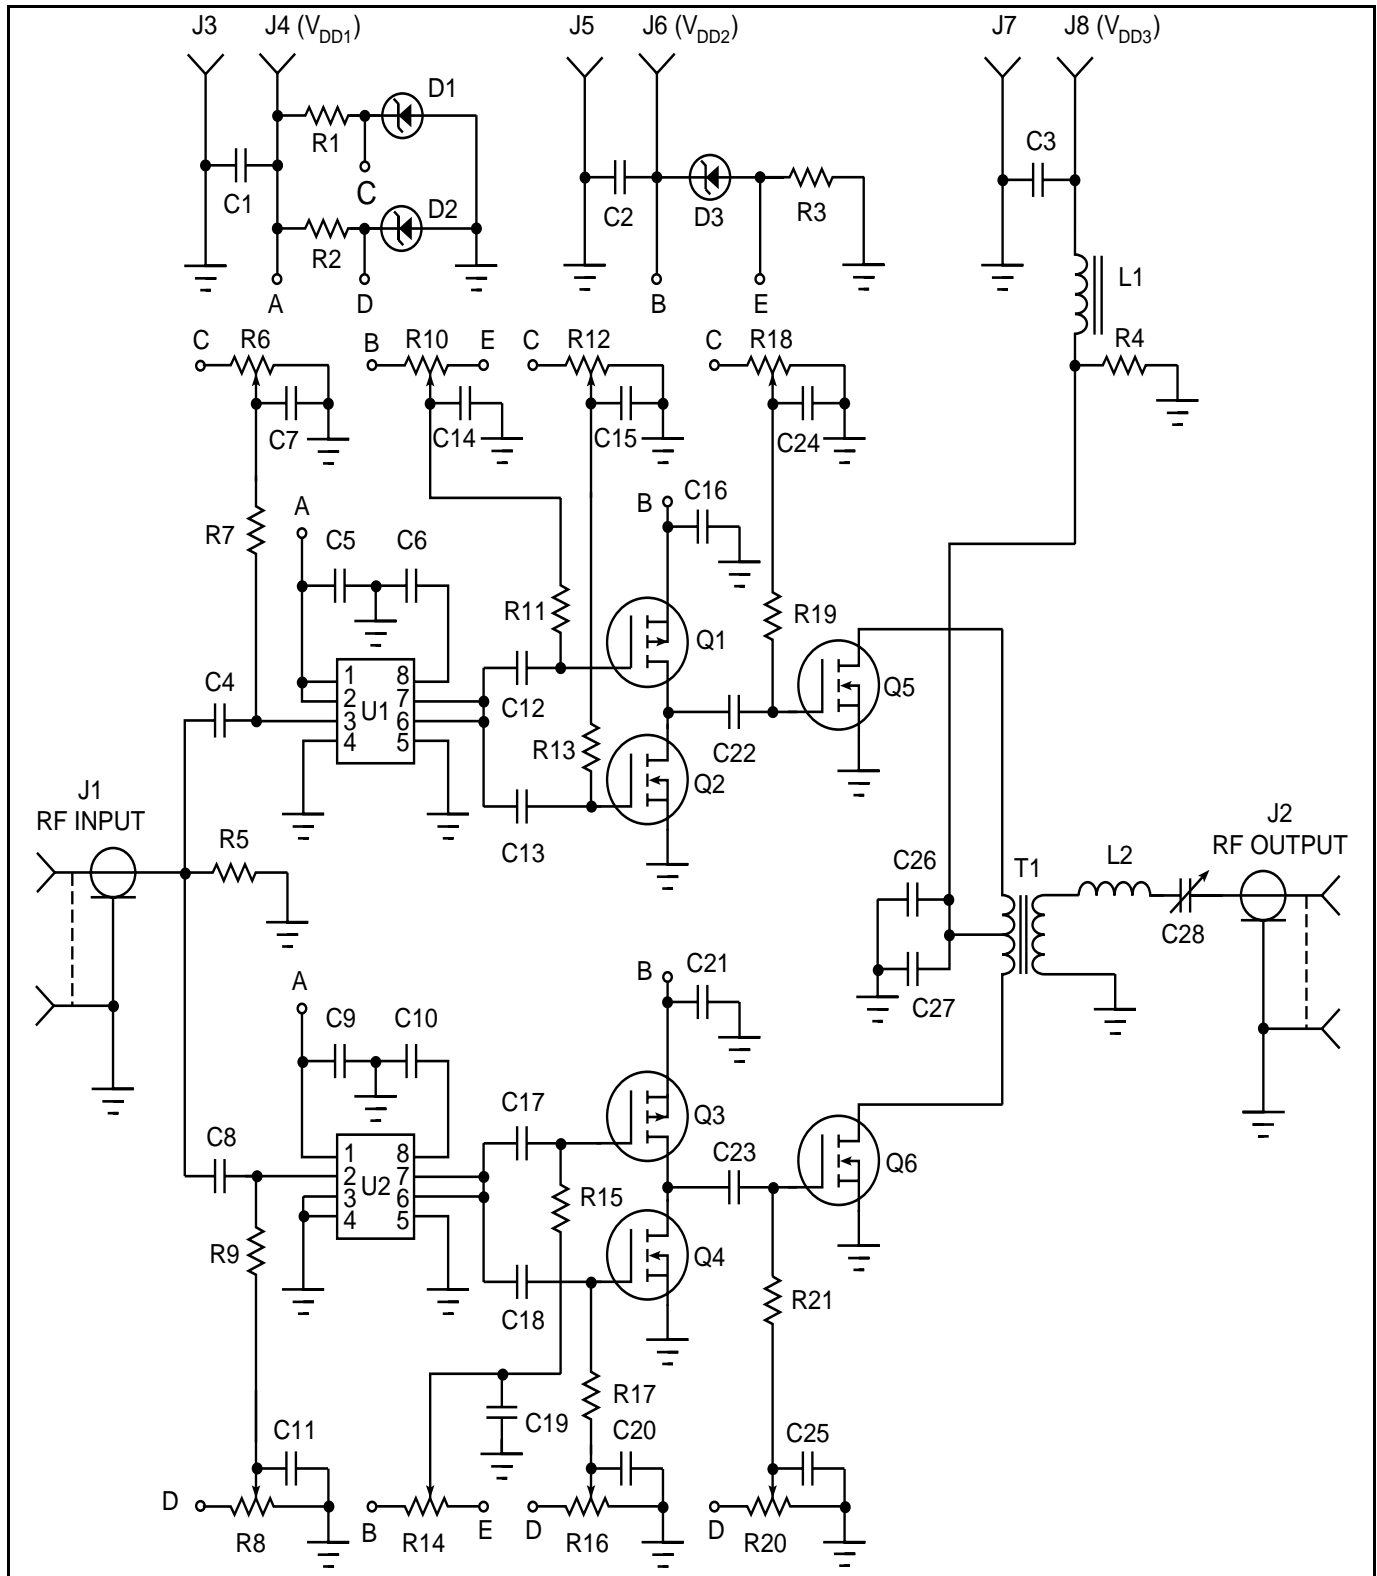 J3
J4 (VDD1)
J5
J6 (VDD2)
J7
J8 (VDD3)
D1
R1
C1
C
D2
R2
A
D
C2
D3
R3
B
E
C3
L1
R4
C
R6
B
R10
E
C
R12
C
R18
C7
C14
C15
C24
A
R7
C5
C6
B
C16
R11
Q1
R19
C4
1
2
3
4
U1
8
7
6
5
C12
Q5
R13
C22
Q2
C13
J1
RF INPUT
R5
C26
T1
L2
J2
RF OUTPUT
C28
C27
A
C9
C10
B
C21
C17
Q3
C8
1
2
3
4
U2
8
7
6
5
R15
C23
Q6
R9
Q4
C18
R21
R17
C19
C11
C20
C25
D
R8
B
R14
E
D
R16
D
R20